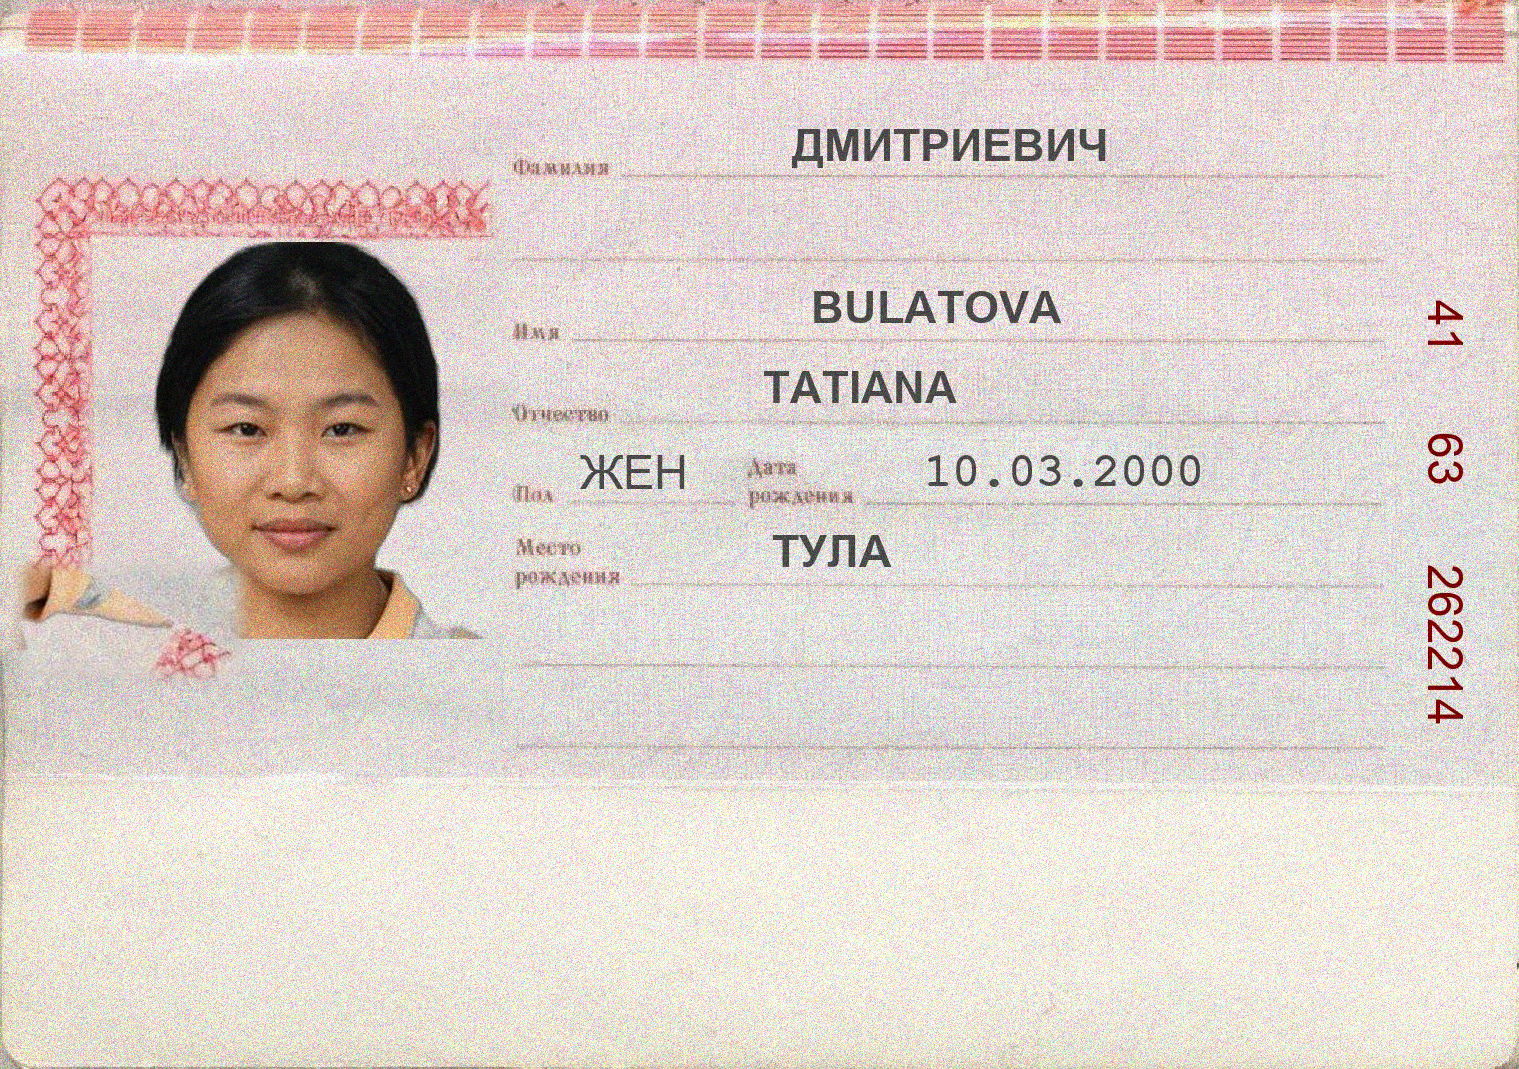 Фамилия ДМИТРИЕВИЧ
Имя BULATOVA
Отчество TATIANA
Пол ЖЕН Дата рождения 10.03.2000
Место рождения ТУЛА
41 63 262214